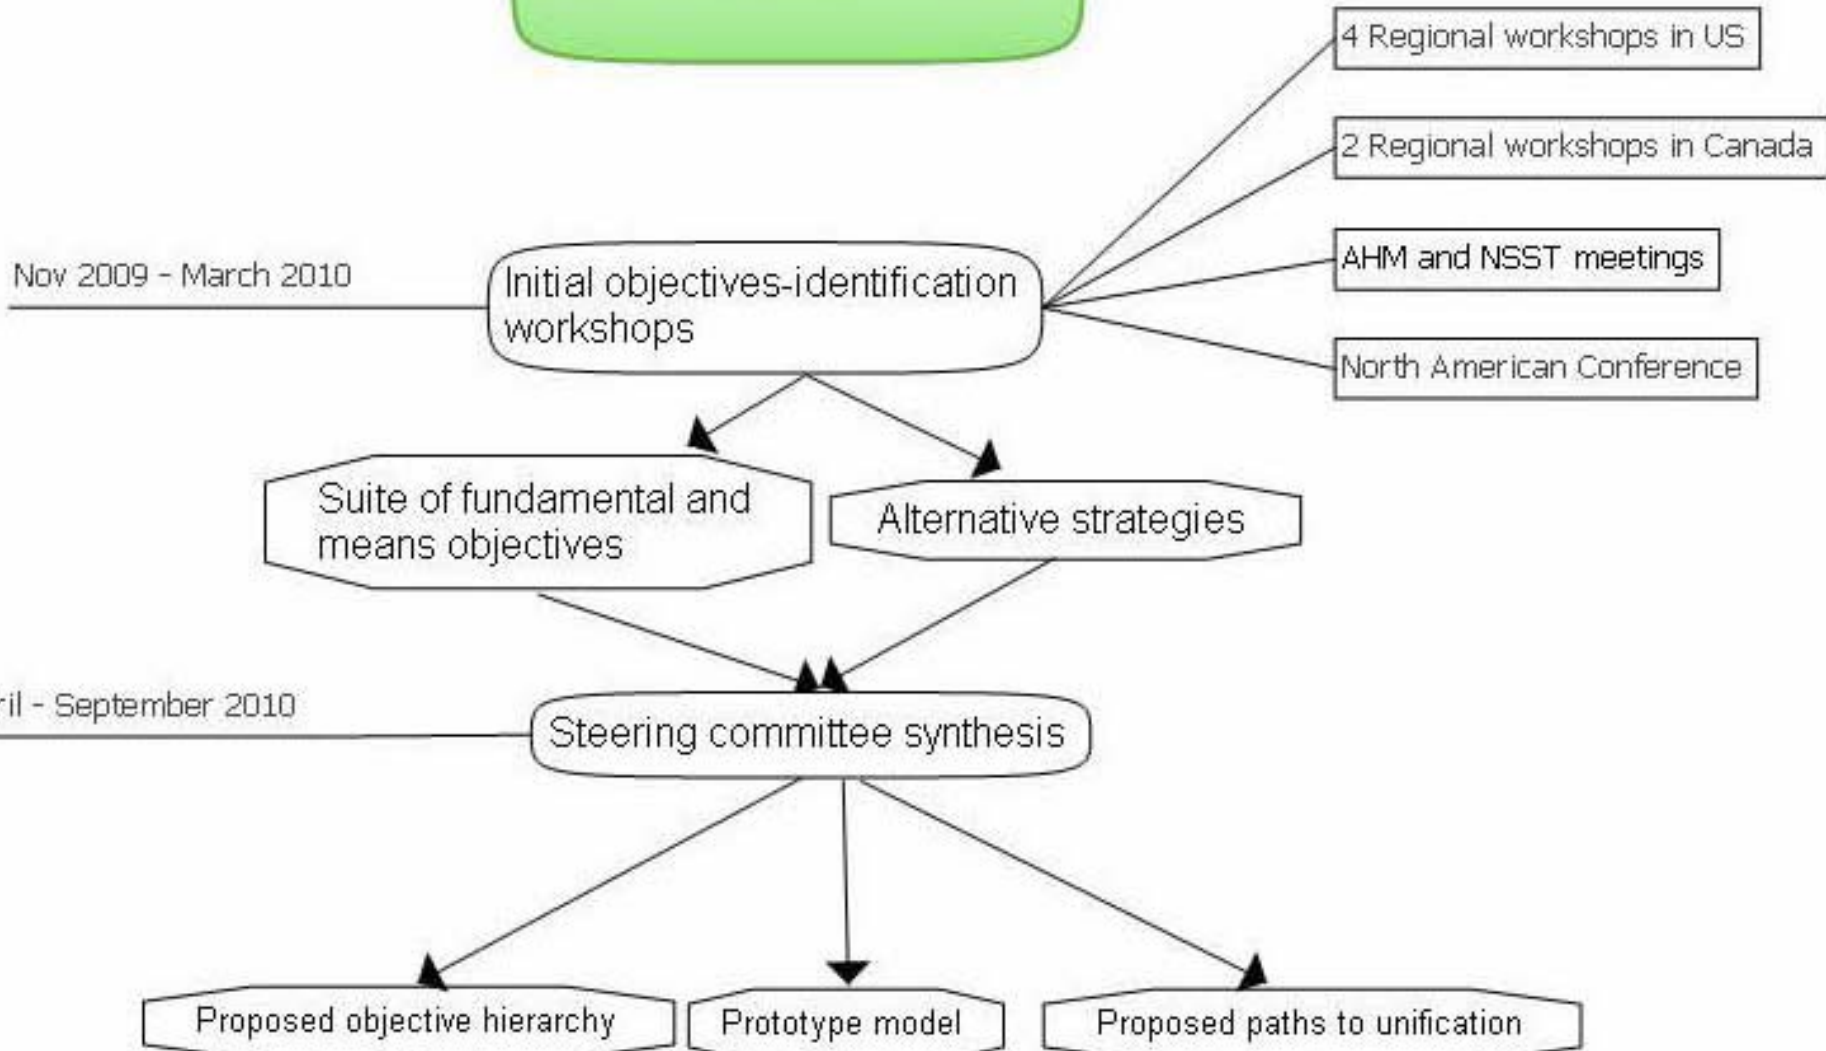 4 Regional workshops in US
2 Regional workshops in Canada
AHM and NSST meetings
North American Conference
Nov 2009 - March 2010
Initial objectives-identification
workshops
Suite of fundamental and
means objectives
Alternative strategies
- September 2010
Steering committee synthesis
Proposed objective hierarchy
Prototype model
Proposed paths to unification